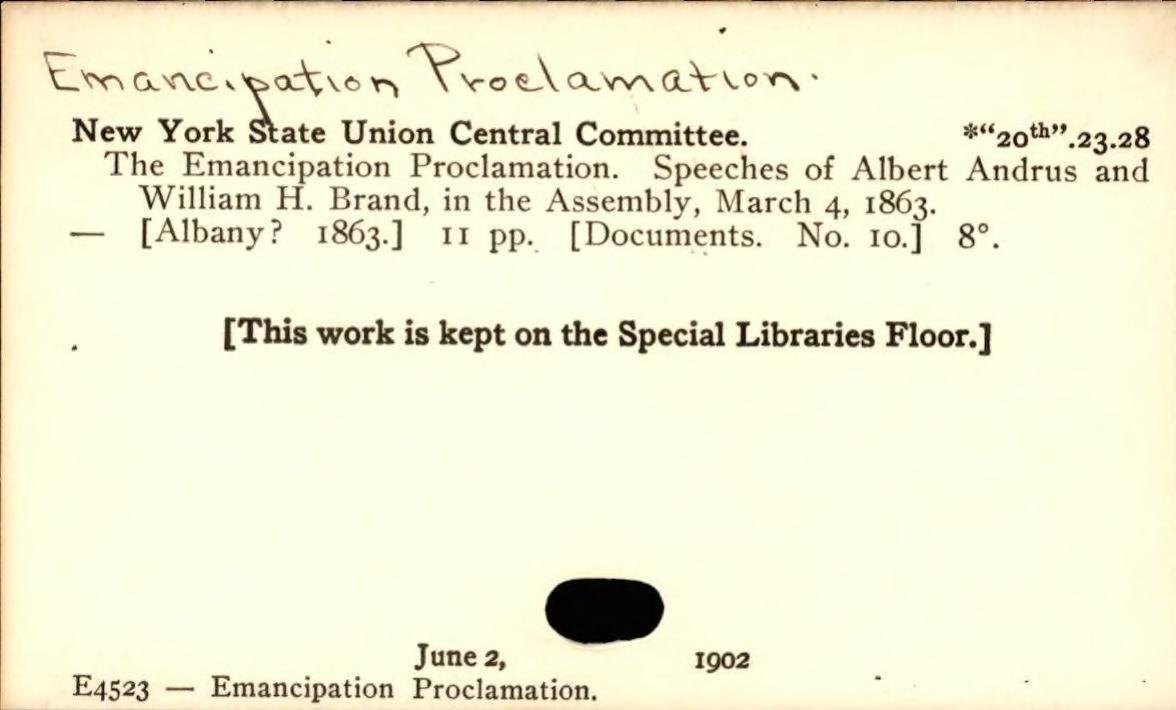 Emancipation Proclamation.
New York State Union Central Committee. *“20th”.23.28
The Emancipation Proclamation. Speeches of Albert Andrus and
William H. Brand, in the Assembly, March 4, 1863.
— [Albany? 1863.] 11 pp. [Documents. No. 10.] 8°.
[This work is kept on the Special Libraries Floor.]
June 2, 1902
E4523 — Emancipation Proclamation.